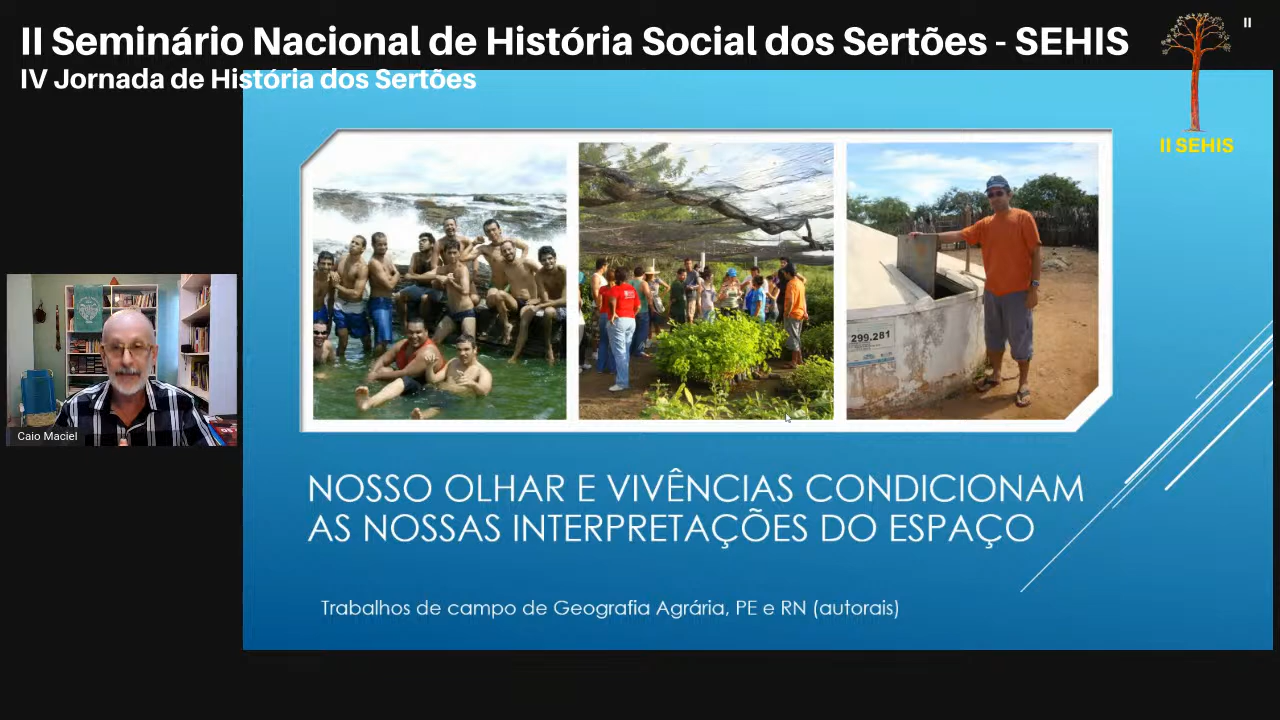 II Seminário Nacional de História Social dos Sertões - SEHIS
IV Jornada de História dos Sertões
II
II SEHIS
299.281
Caio Maciel
NOSSO OLHAR E VIVÊNCIAS CONDICIONAM
AS NOSSAS INTERPRETAÇÕES DO ESPAÇO
Trabalhos de campo de Geografia Agrária, PE e RN (autorais)